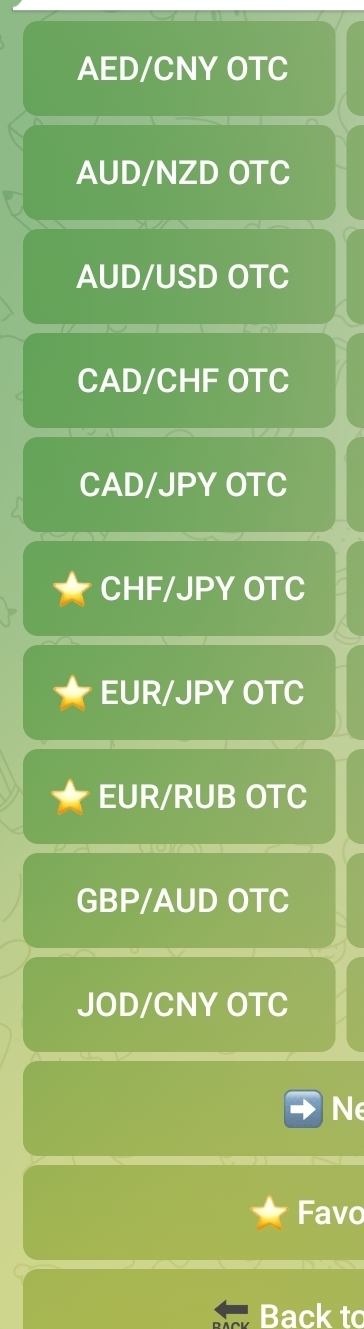 AED/CNY OTC
AUD/NZD OTC
AUD/USD OTC
CAD/CHF OTC
CAD/JPY OTC
⭐ CHF/JPY OTC
⭐ EUR/JPY OTC
⭐ EUR/RUB OTC
GBP/AUD OTC
JOD/CNY OTC
➡️ Ne
⭐ Favo
🔙 Back to